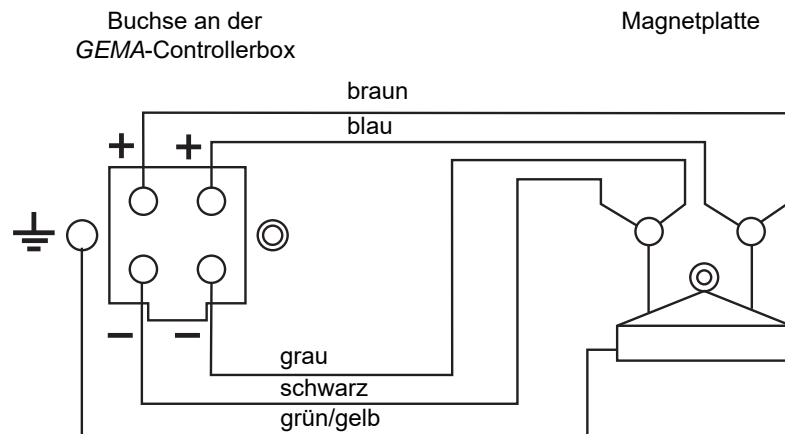 Buchse an der
GEMA-Controllerbox
Magnetplatte
braun
blau
+ +
− −
grau
schwarz
grün/gelb